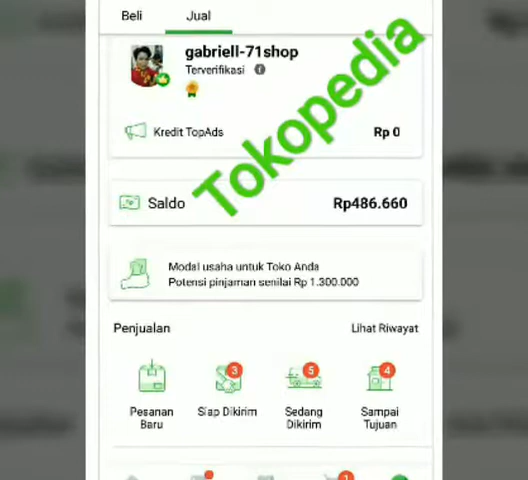 Beli Jual
gabriell-71shop
Terverifikasi
Kredit TopAds Rp 0
Tokopedia
Saldo Rp486.660
Modal usaha untuk Toko Anda
Potensi pinjaman senilai Rp 1.300.000
Penjualan Lihat Riwayat
3 5 4
Pesanan Baru
Siap Dikirim
Sedang Dikirim
Sampai Tujuan
1